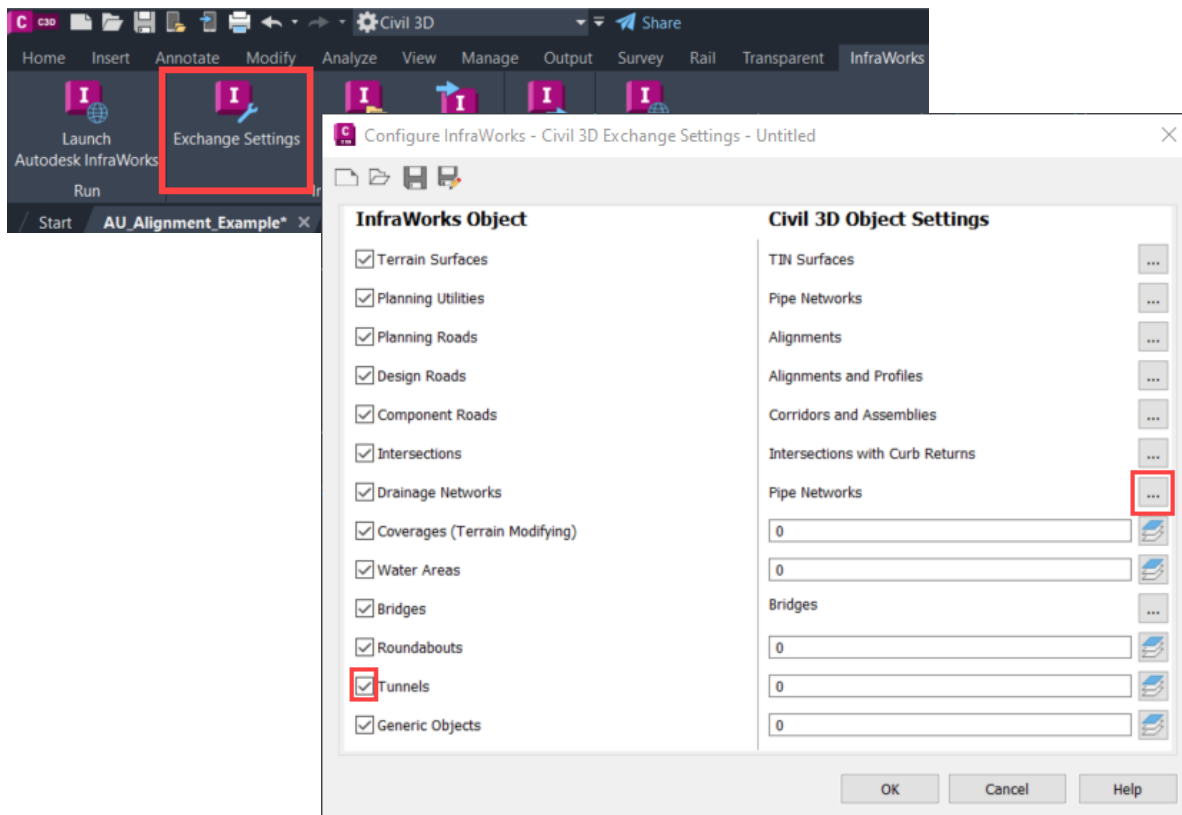 C C3D Civil 3D Share
Home Insert Annotate Modify Analyze View Manage Output Survey Rail Transparent InfraWorks
I I I I I I
Launch
Autodesk InfraWorks
Exchange Settings
Run
Start AU_Alignment_Example*
Configure InfraWorks - Civil 3D Exchange Settings - Untitled
InfraWorks Object Civil 3D Object Settings
Terrain Surfaces TIN Surfaces ...
Planning Utilities Pipe Networks ...
Planning Roads Alignments ...
Design Roads Alignments and Profiles ...
Component Roads Corridors and Assemblies ...
Intersections Intersections with Curb Returns ...
Drainage Networks Pipe Networks ...
Coverages (Terrain Modifying) 0
Water Areas 0
Bridges Bridges ...
Roundabouts 0
Tunnels 0
Generic Objects 0
OK Cancel Help